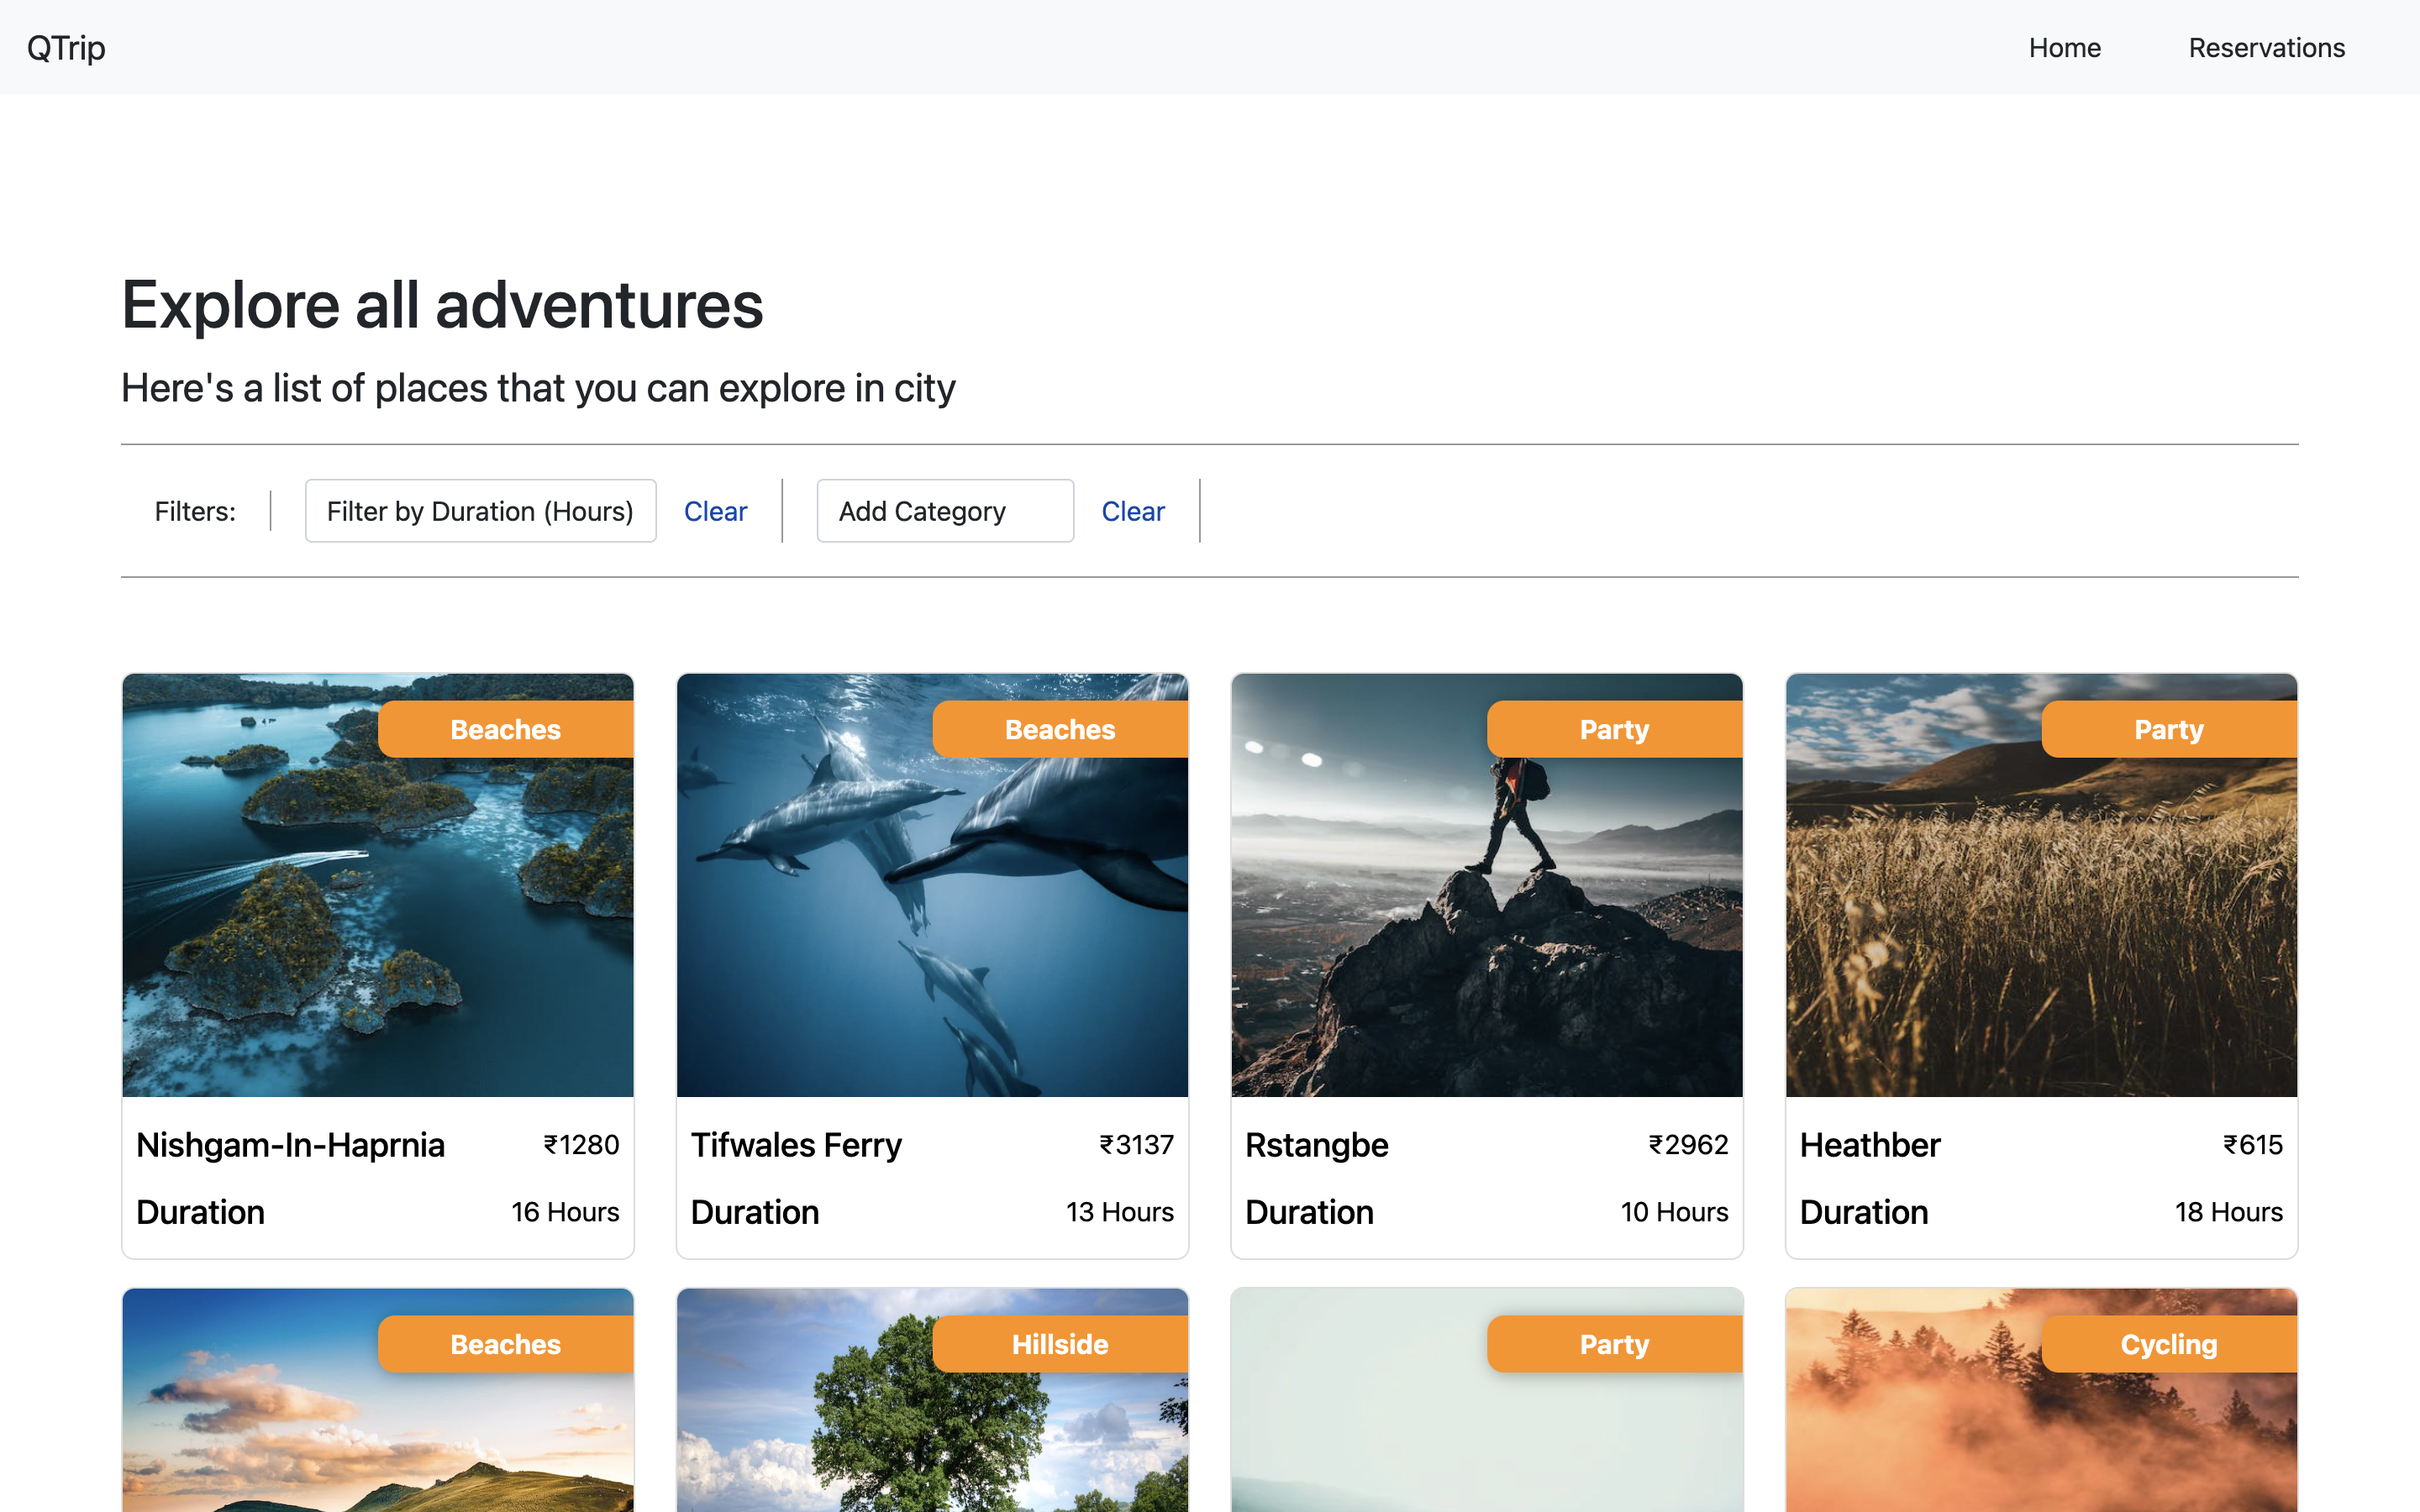 QTrip Home Reservations
Explore all adventures
Here's a list of places that you can explore in city
Filters: Filter by Duration (Hours) Clear Add Category Clear
Beaches Beaches Party Party
Nishgam-In-Haprnia ₹1280 Tifwales Ferry ₹3137 Rstangbe ₹2962 Heathber ₹615
Duration 16 Hours Duration 13 Hours Duration 10 Hours Duration 18 Hours
Beaches Hillside Party Cycling